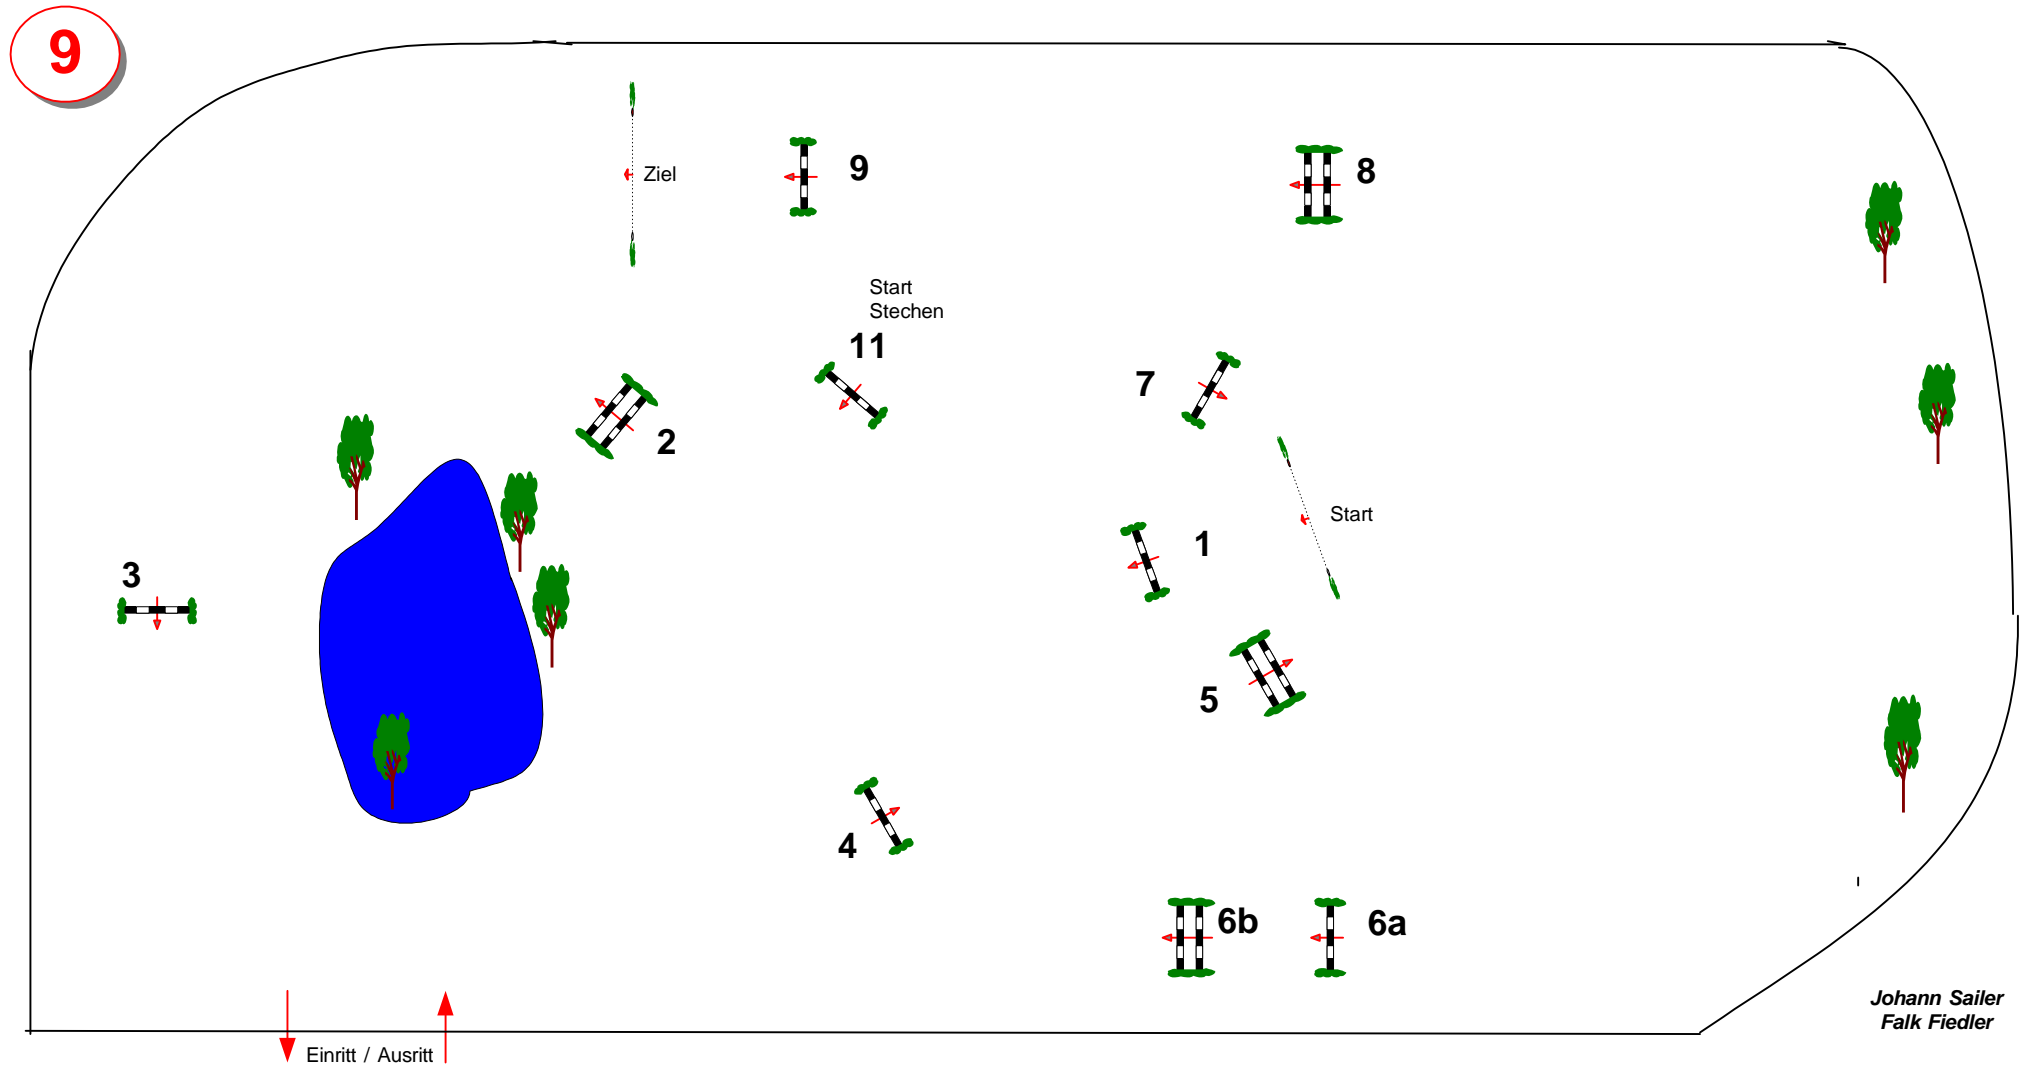 9
Ziel
9
8
Start
Stechen
11
7
2
Start
1
3
5
4
6b
6a
Johann Sailer
Falk Fiedler
Einritt / Ausritt